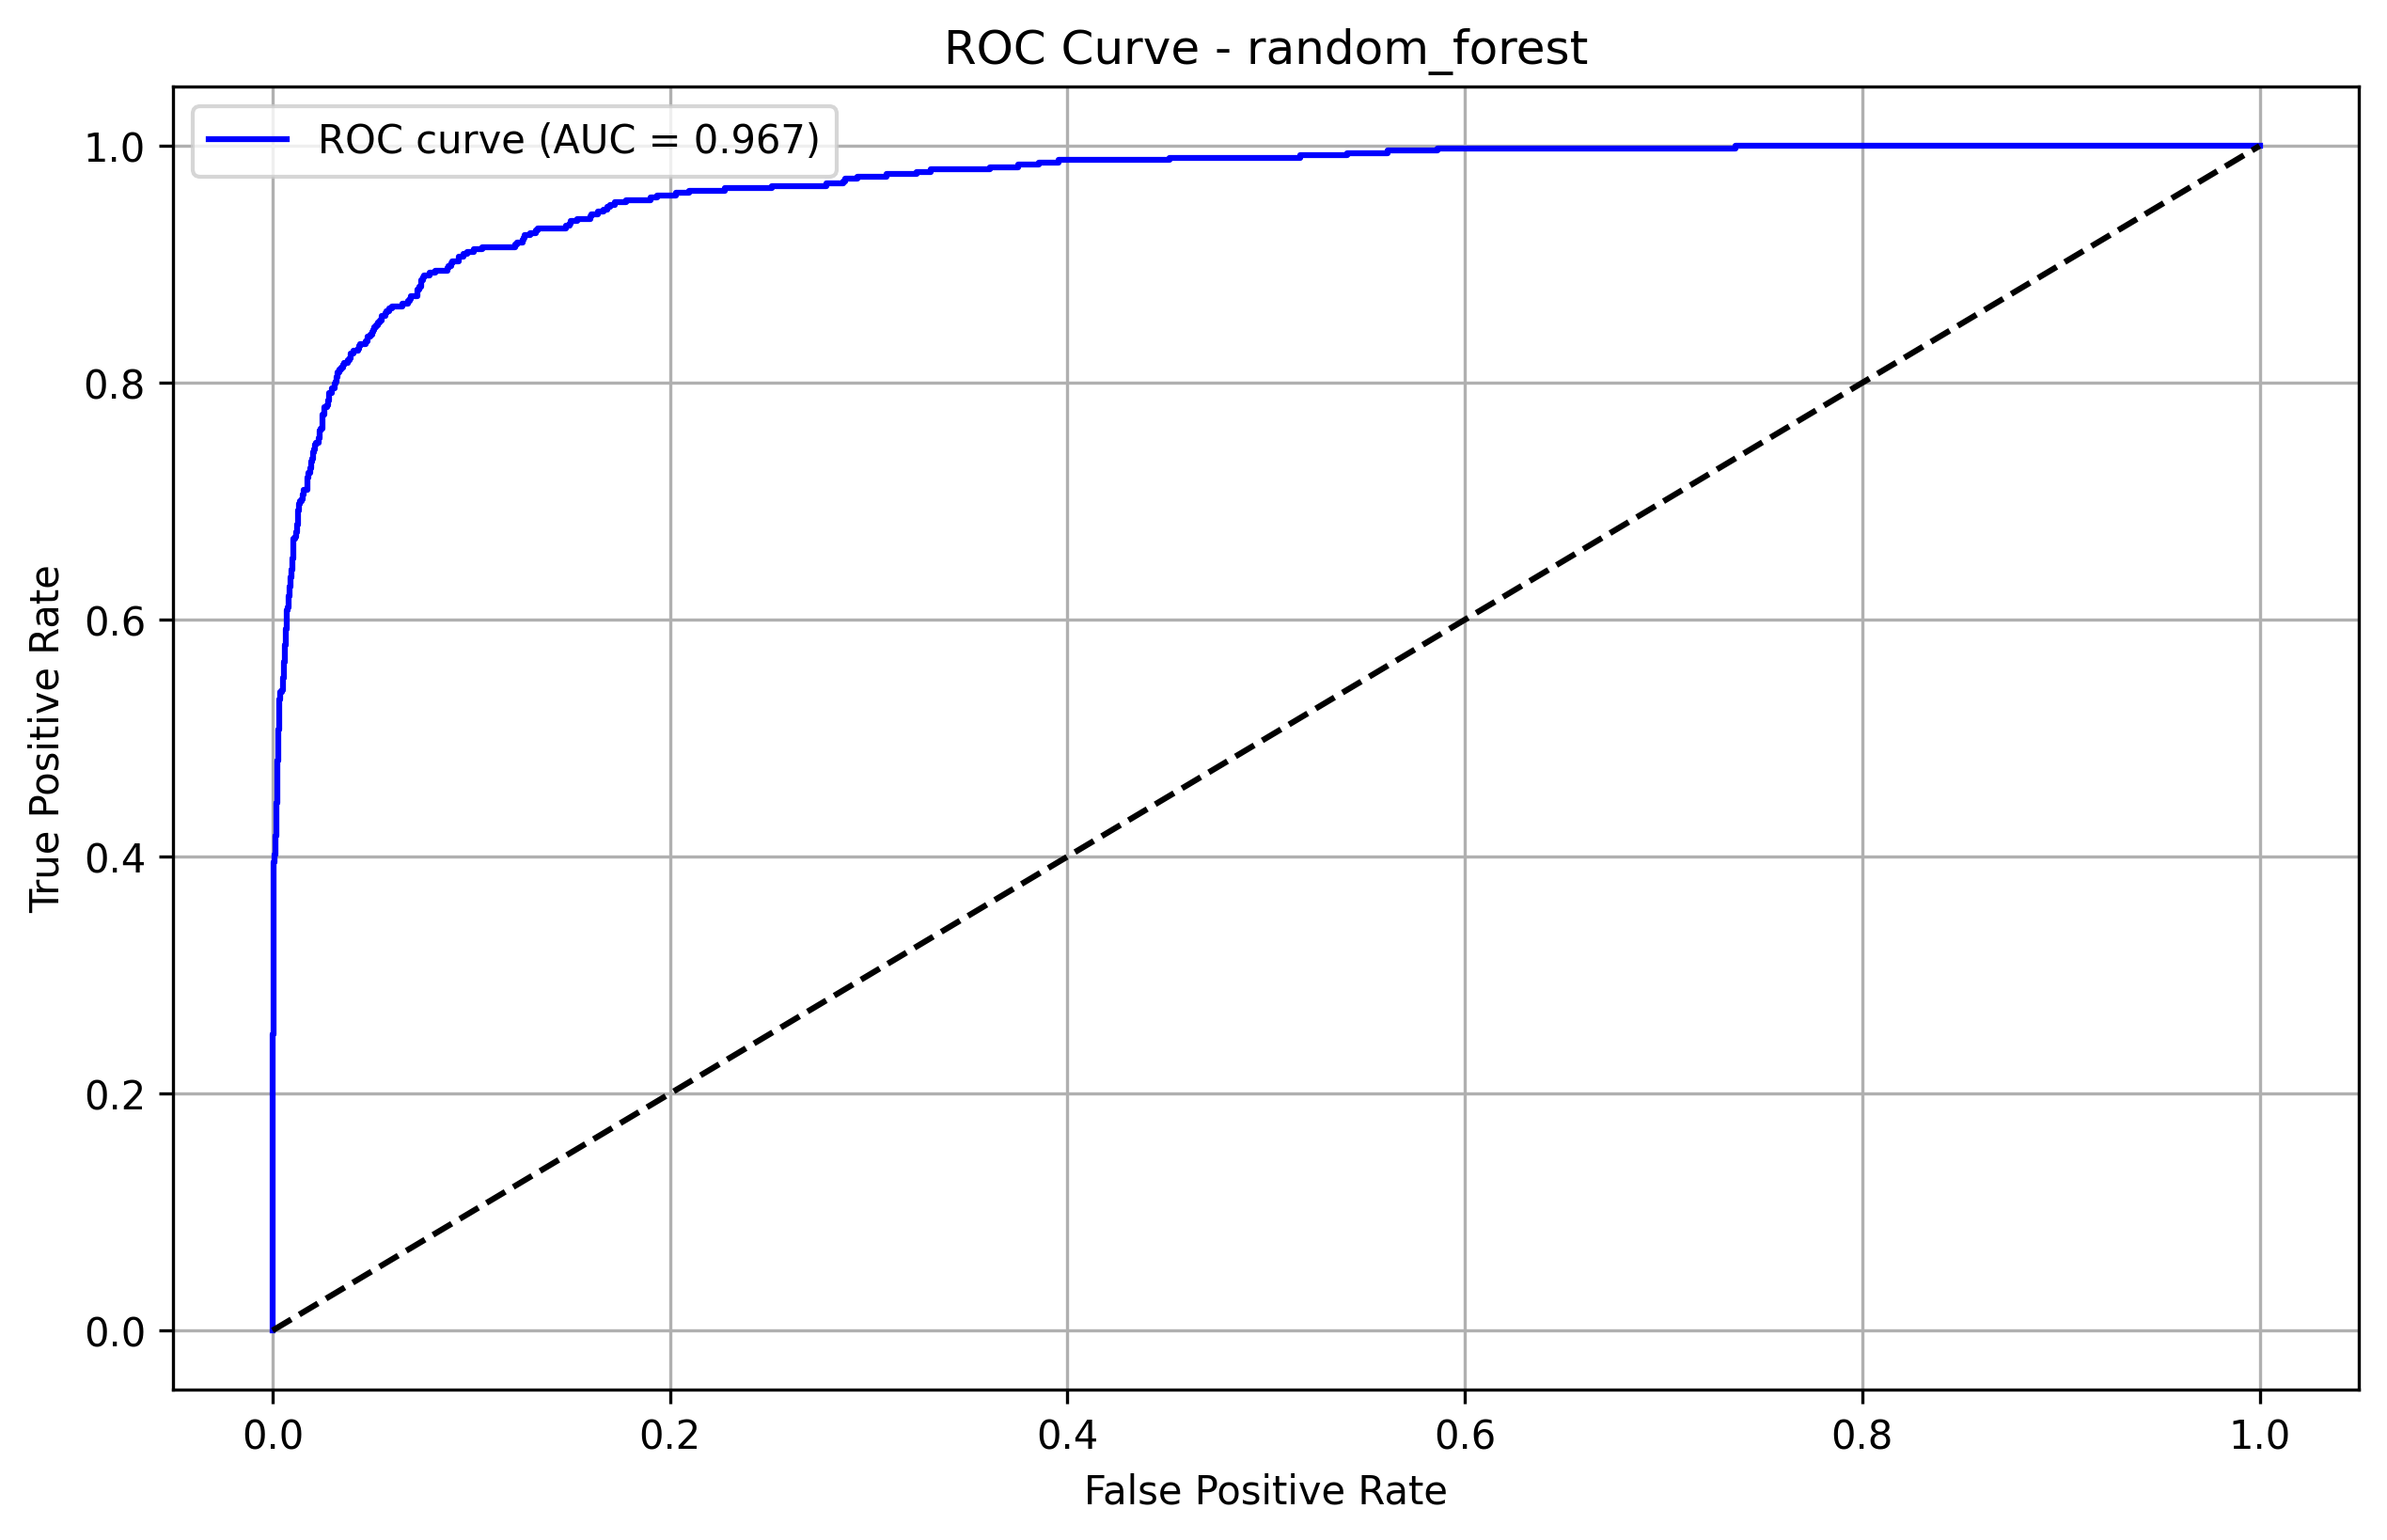 ROC Curve - random_forest
ROC curve (AUC = 0.967)
1.0
0.8
0.6
0.4
0.2
0.0
True Positive Rate
0.0 0.2 0.4 0.6 0.8 1.0
False Positive Rate